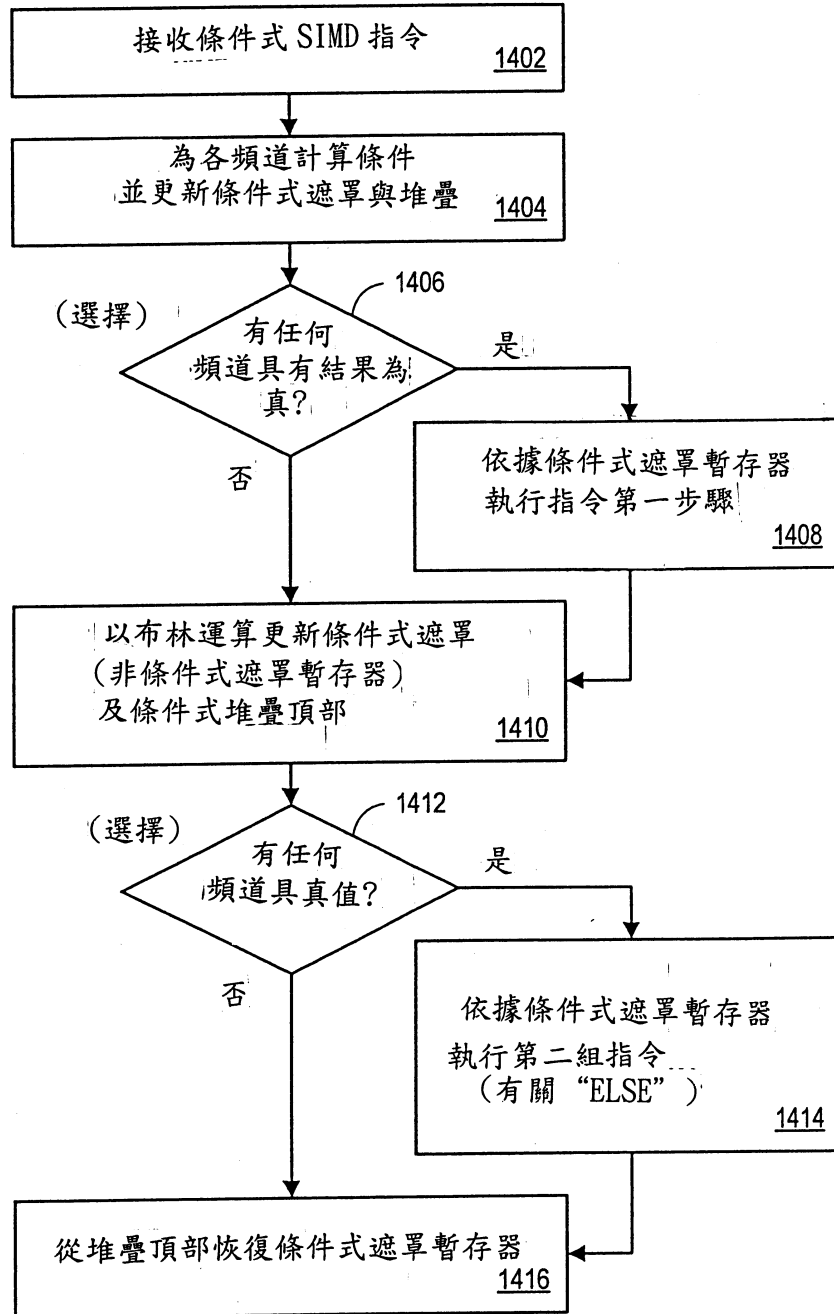 接收條件式 SIMD 指令
1402
為各頻道計算條件
並更新條件式遮罩與堆疊
1404
1406
(選擇)
有任何
頻道具有結果為
真?
是
否
依據條件式遮罩暫存器
執行指令第一步驟
1408
以布林運算更新條件式遮罩
(非條件式遮罩暫存器)
及條件式堆疊頂部
1410
1412
(選擇)
有任何
頻道具真值?
是
否
依據條件式遮罩暫存器
執行第二組指令
(有關 “ELSE” )
1414
從堆疊頂部恢復條件式遮罩暫存器
1416